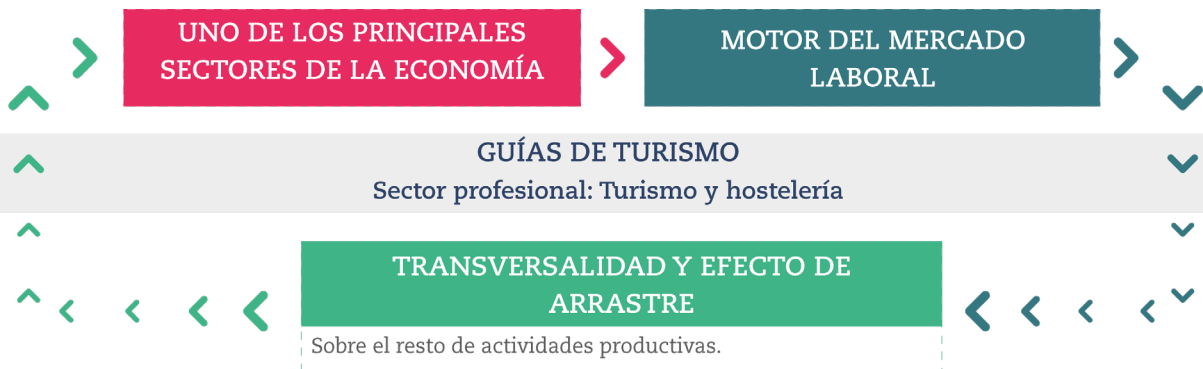 UNO DE LOS PRINCIPALES
SECTORES DE LA ECONOMÍA
MOTOR DEL MERCADO
LABORAL
GUÍAS DE TURISMO
Sector profesional: Turismo y hostelería
TRANSVERSALIDAD Y EFECTO DE
ARRASTRE
Sobre el resto de actividades productivas.